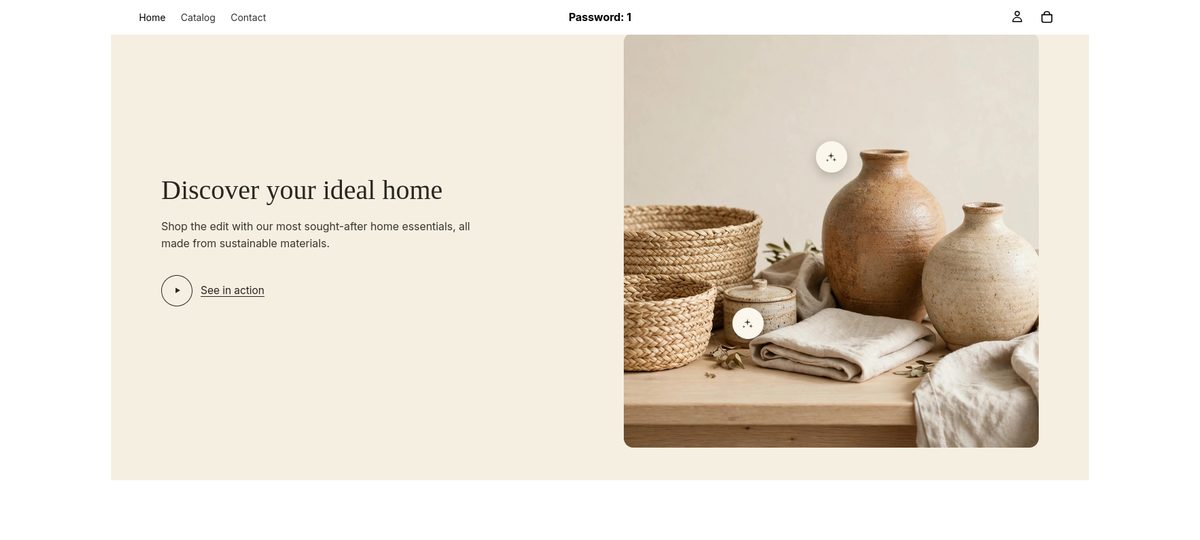 Home
Catalog
Contact
Password: 1
Discover your ideal home
Shop the edit with our most sought-after home essentials, all
made from sustainable materials.
See in action